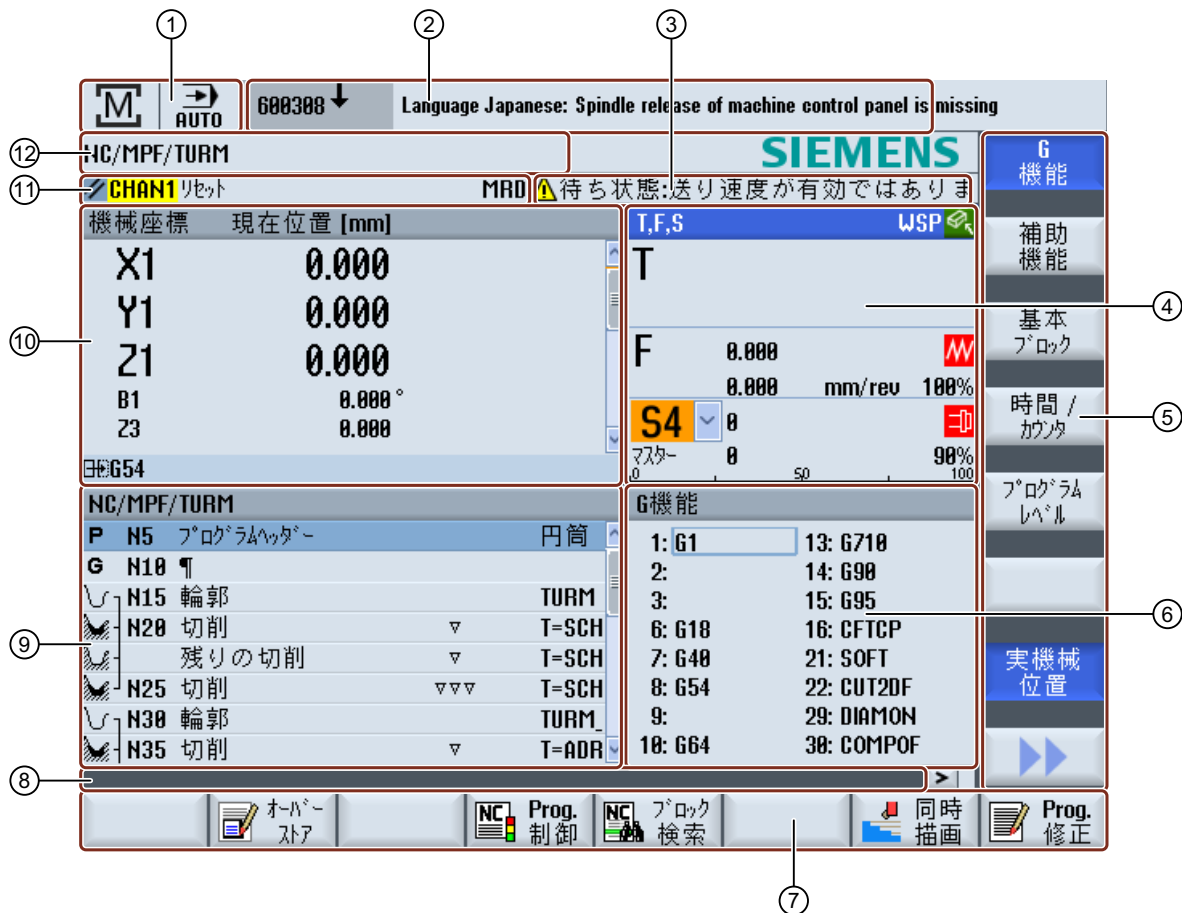 1
2
3
M
AUTO
600308 Language Japanese: Spindle release of machine control panel is missing
12
NC/MPF/TURM
SIEMENS
11
CHAN1 リセット MRD
待ち状態:送り速度が有効ではありま
機械座標 現在位置 [mm]
X1 0.000
Y1 0.000
Z1 0.000
B1 0.000 °
Z3 0.000
G54
10
T,F,S WSP
T
4
F 0.000
0.000 mm/rev 100%
S4 0
マスター 0 90%
0 50 100
G
機能
補助
機能
基本
ブロック
時間 /
カウンタ
5
プログラム
レベル
実機械
位置
NC/MPF/TURM
P N5 プログラムヘッダー 円筒
G N10 ¶
N15 輪郭 TURM
N20 切削 T=SCH
残りの切削 T=SCH
N25 切削 T=SCH
N30 輪郭 TURM_
N35 切削 T=ADR
9
G機能
1: G1 13: G710
2: 14: G90
3: 15: G95
6: G18 16: CFTCP
7: G40 21: SOFT
8: G54 22: CUT2DF
9: 29: DIAMON
10: G64 30: COMPOF
6
8
>
オーバー
ストア
NC Prog.
制御
NC ブロック
検索
同時
描画
Prog.
修正
7